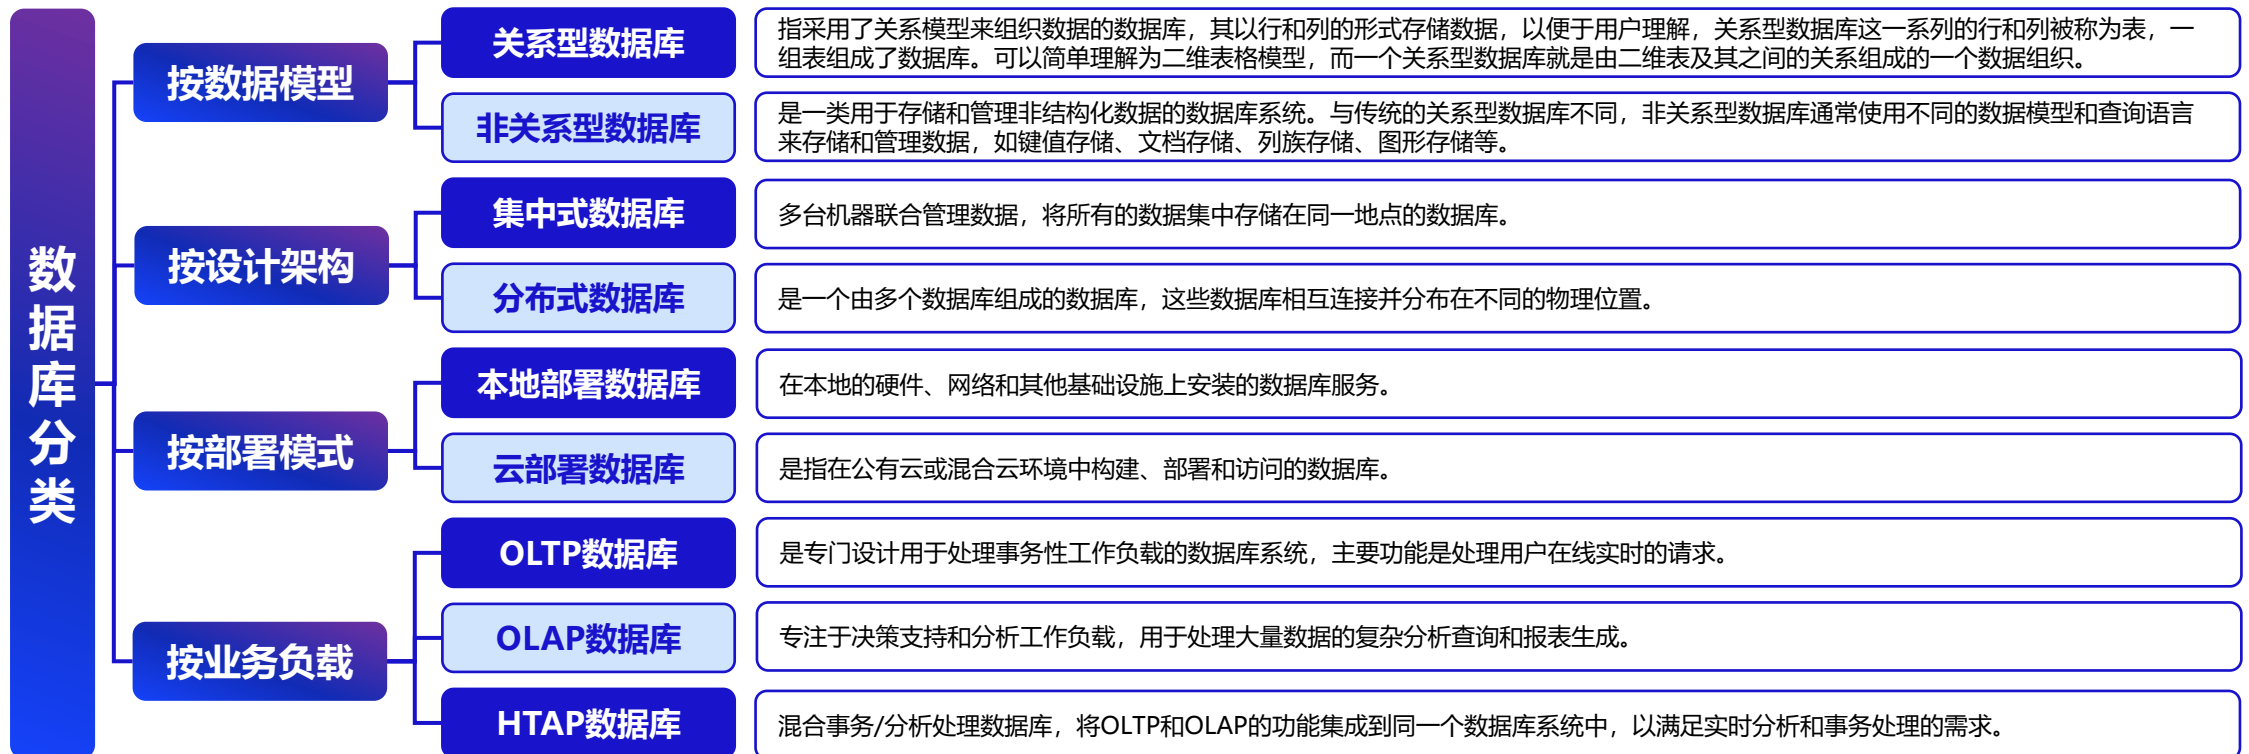 数据库分类
按数据模型
关系型数据库
指采用了关系模型来组织数据的数据库，其以行和列的形式存储数据，以便于用户理解，关系型数据库这一系列的行和列被称为表，一
组表组成了数据库。可以简单理解为二维表格模型，而一个关系型数据库就是由二维表及其之间的关系组成的一个数据组织。
非关系型数据库
是一类用于存储和管理非结构化数据的数据库系统。与传统的关系型数据库不同，非关系型数据库通常使用不同的数据模型和查询语言
来存储和管理数据，如键值存储、文档存储、列族存储、图形存储等。
按设计架构
集中式数据库
多台机器联合管理数据，将所有的数据集中存储在同一地点的数据库。
分布式数据库
是一个由多个数据库组成的数据库，这些数据库相互连接并分布在不同的物理位置。
按部署模式
本地部署数据库
在本地的硬件、网络和其他基础设施上安装的数据库服务。
云部署数据库
是指在公有云或混合云环境中构建、部署和访问的数据库。
按业务负载
OLTP数据库
是专门设计用于处理事务性工作负载的数据库系统，主要功能是处理用户在线实时的请求。
OLAP数据库
专注于决策支持和分析工作负载，用于处理大量数据的复杂分析查询和报表生成。
HTAP数据库
混合事务/分析处理数据库，将OLTP和OLAP的功能集成到同一个数据库系统中，以满足实时分析和事务处理的需求。